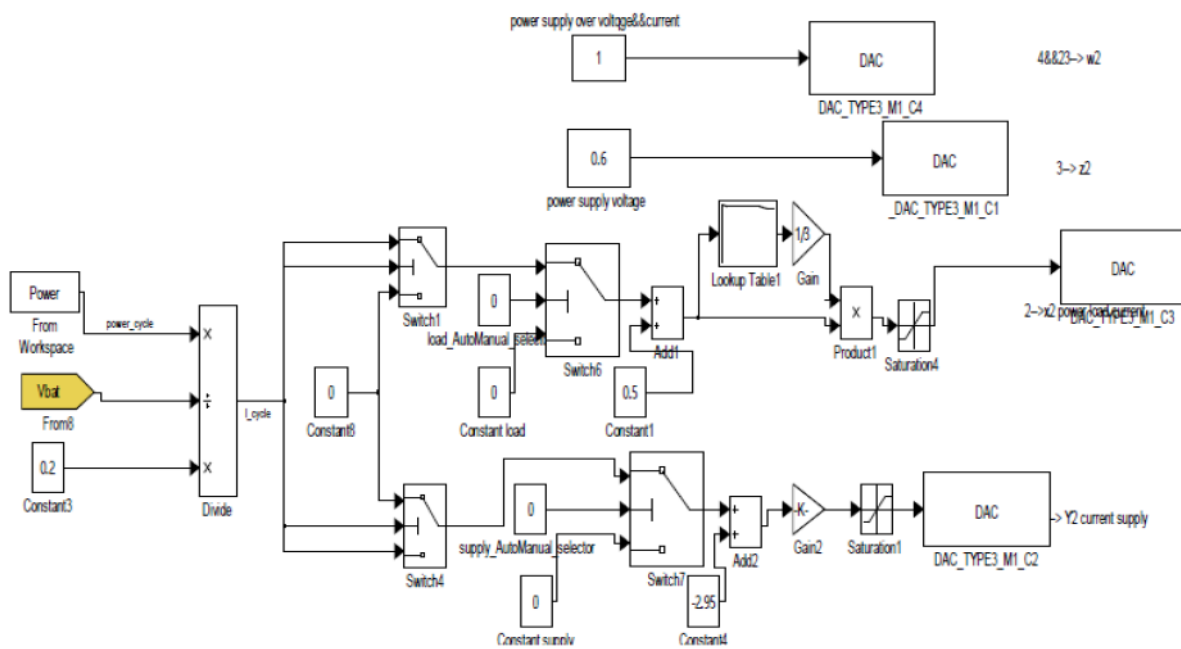 power supply over voltqge&&current
1
DAC
DAC_TYPE3_M1_C4
4&&23--> w2
0.6
power supply voltage
DAC
_DAC_TYPE3_M1_C1
3--> z2
Power
From
Workspace
power_cycle
Vbat
From8
0.2
Constant3
×
÷
×
Divide
I_cycle
Switch1
0
load_AutoManual_selecto
0
Constant8
0
Constant load
Switch6
+
+
Add1
0.5
Constant1
Lookup Table1
1/3
Gain
X
Product1
Saturation4
DAC
2-->x2 power load current
DAC_TYPE3_M1_C3
Switch4
0
supply_AutoManual_selector
0
Constant supply
Switch7
+
+
Add2
-2.95
Constant4
-K-
Gain2
Saturation1
DAC
DAC_TYPE3_M1_C2
-> Y2 current supply